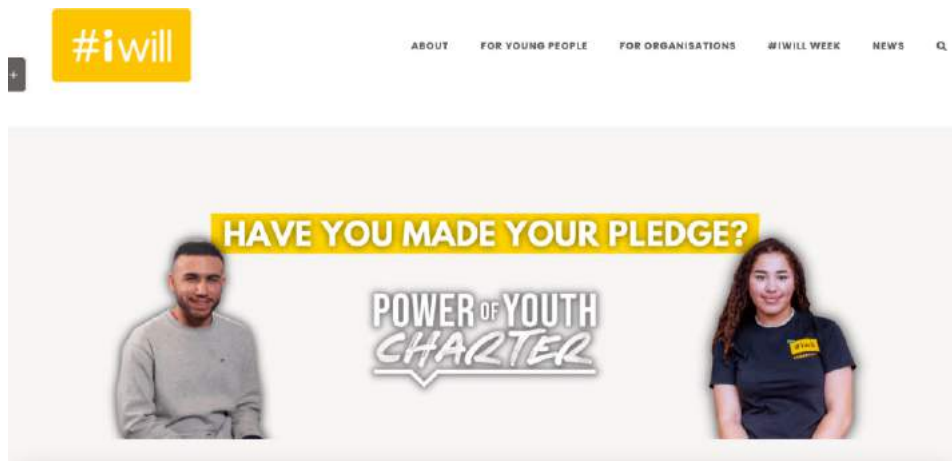 #iwill
ABOUT FOR YOUNG PEOPLE FOR ORGANISATIONS #IWILL WEEK NEWS
+
HAVE YOU MADE YOUR PLEDGE?
POWER OF YOUTH
CHARTER
#iwill